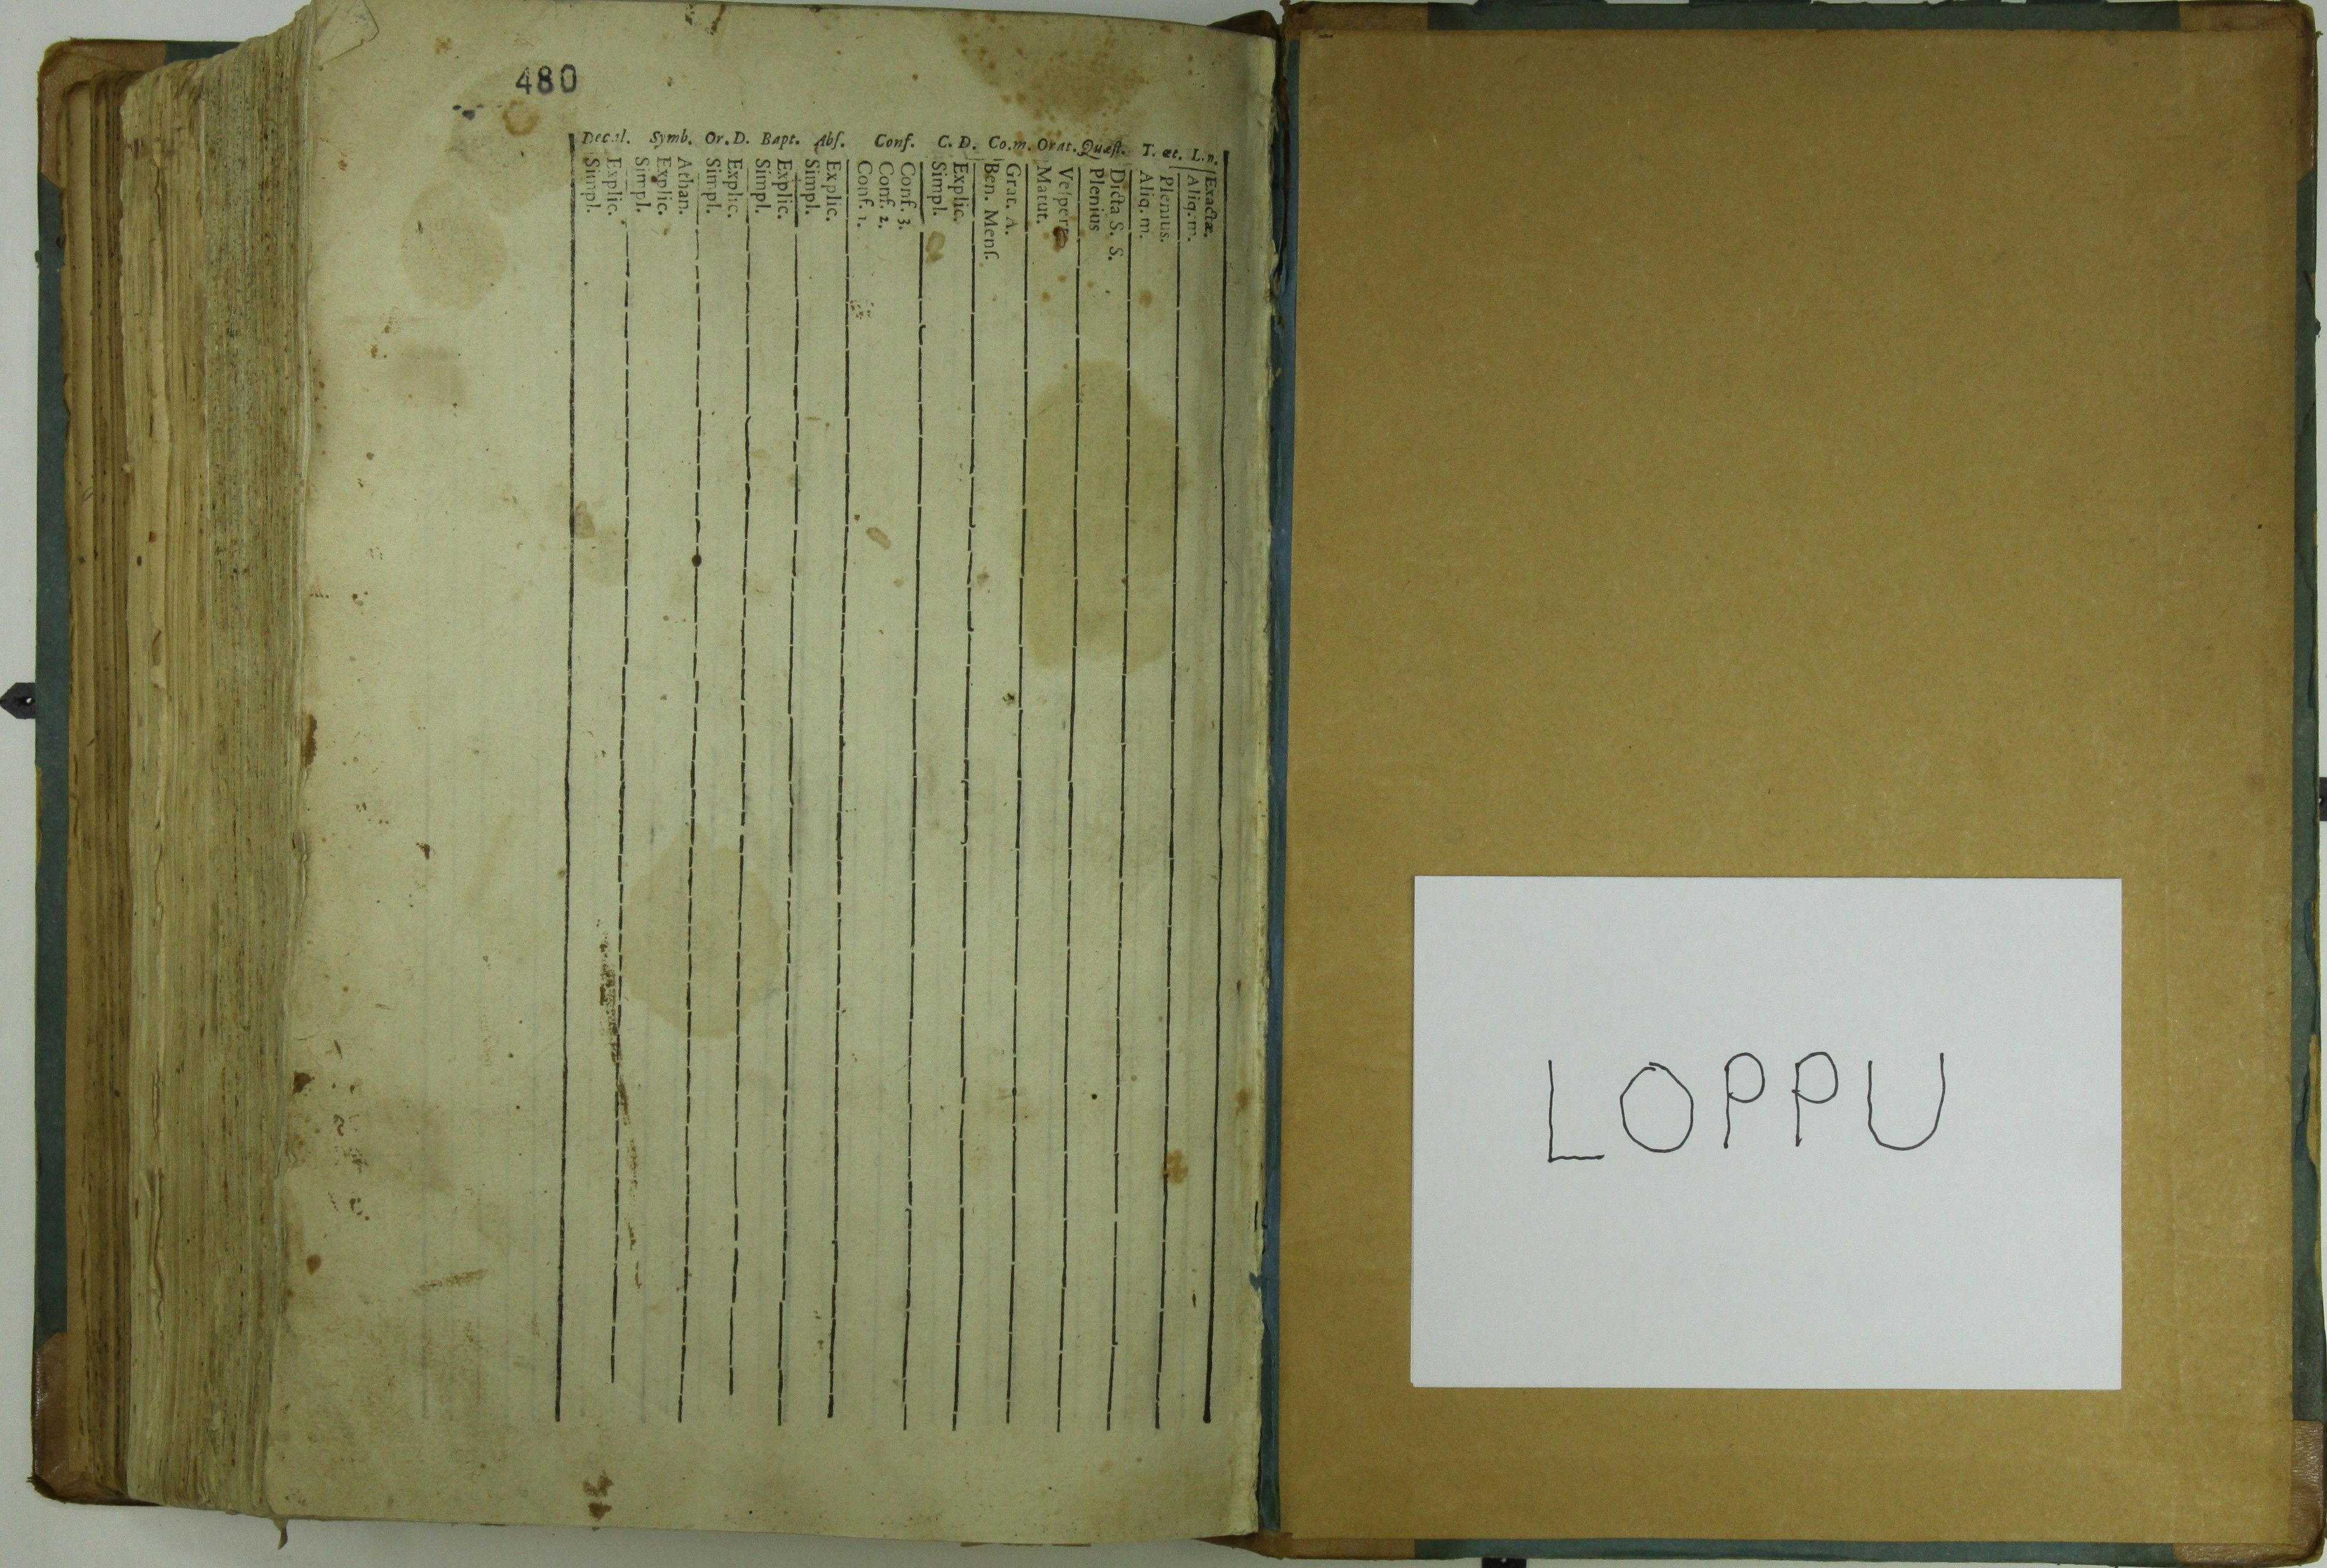 480
Decal. Symb. Or. D. Bapt. Abſ. Conf. C. D. Co.m. Orat. Quæſt. T. æt. L.n.
Simpl.
Explic.
Simpl.
Explic.
Athan.
Simpl.
Explic.
Simpl.
Explic.
Simpl.
Explic.
Conf. 1.
Conf. 2.
Conf. 3.
Simpl.
Explic.
Ben. Menſ.
Grat. A.
Matut.
Veſpert.
Plenius
Dicta S. S.
Aliq. m.
Plenius.
Aliq. m.
Exactæ.
LOPPU